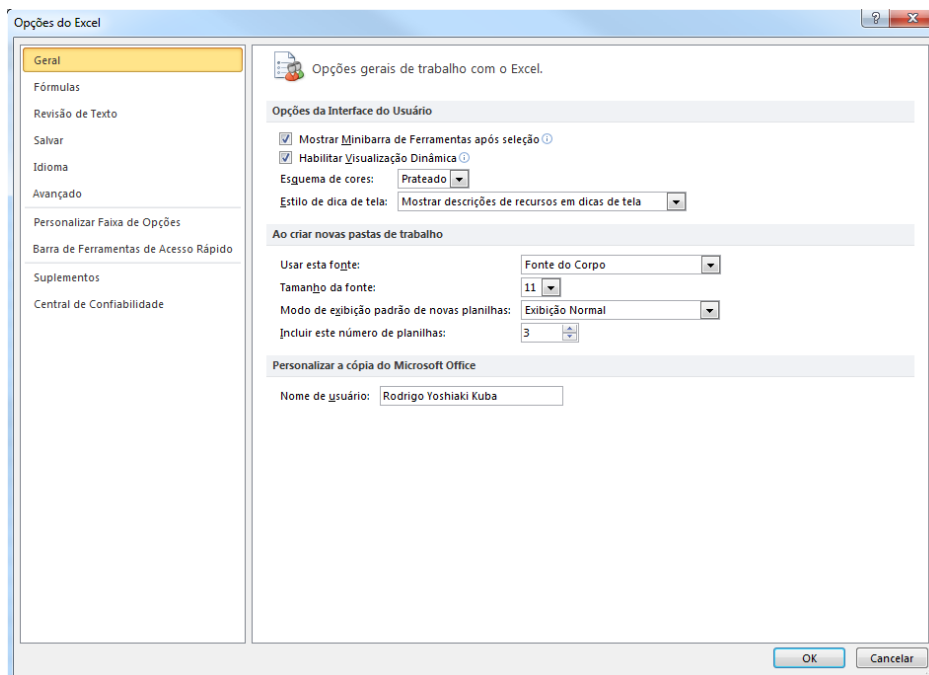 Opções do Excel
Geral
Fórmulas
Revisão de Texto
Salvar
Idioma
Avançado
Personalizar Faixa de Opções
Barra de Ferramentas de Acesso Rápido
Suplementos
Central de Confiabilidade
Opções gerais de trabalho com o Excel.
Opções da Interface do Usuário
Mostrar Minibarra de Ferramentas após seleção
Habilitar Visualização Dinâmica
Esquema de cores: Prateado
Estilo de dica de tela: Mostrar descrições de recursos em dicas de tela
Ao criar novas pastas de trabalho
Usar esta fonte: Fonte do Corpo
Tamanho da fonte: 11
Modo de exibição padrão de novas planilhas: Exibição Normal
Incluir este número de planilhas: 3
Personalizar a cópia do Microsoft Office
Nome de usuário: Rodrigo Yoshiaki Kuba
OK Cancelar